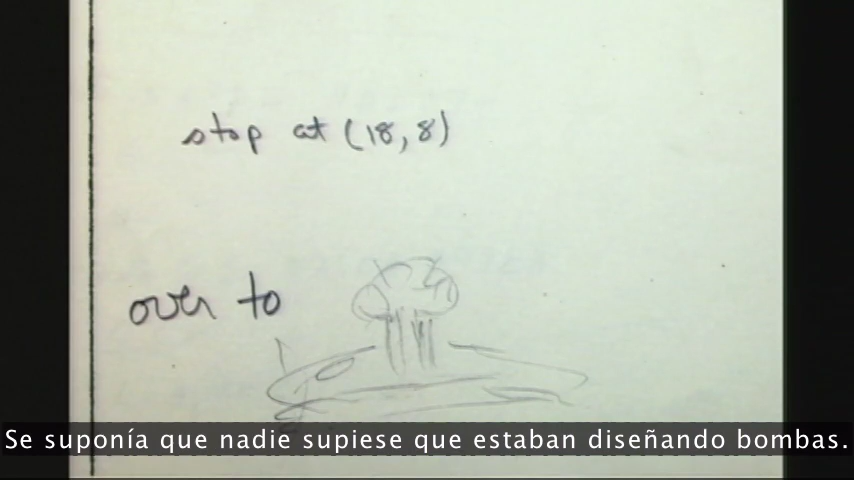 stop at (18, 8)
over to
Se suponía que nadie supiese que estaban diseñando bombas.